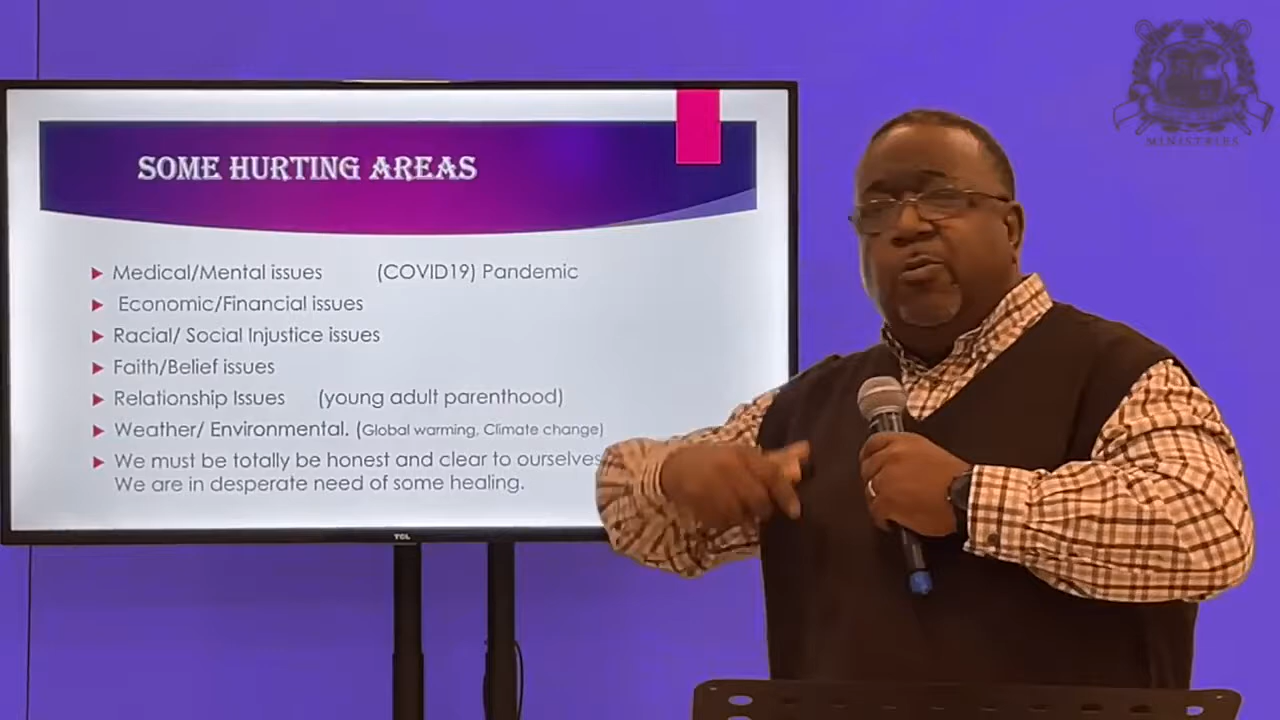 MINISTRIES
SOME HURTING AREAS
Medical/Mental issues (COVID19) Pandemic
Economic/Financial issues
Racial/ Social Injustice issues
Faith/Belief issues
Relationship Issues (young adult parenthood)
Weather/ Environmental. (Global warming, Climate change)
We must be totally be honest and clear to ourselves
We are in desperate need of some healing.
TCL